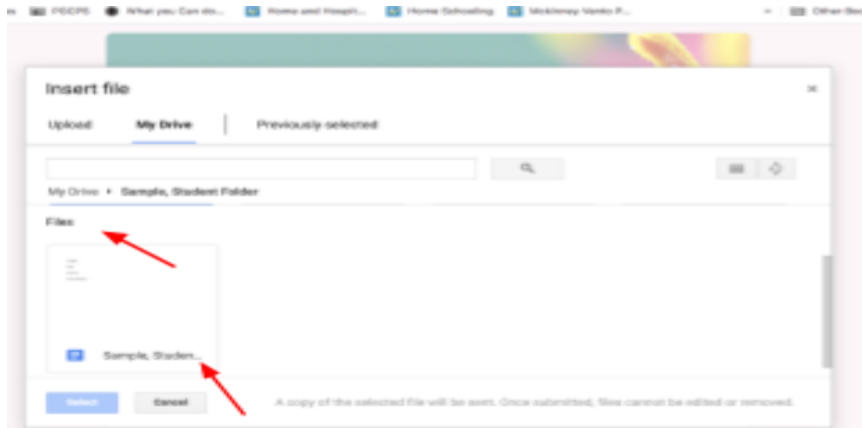 PGCPS What you Can do... Home and Hospit... Home Schooling McKinney Vento P... Other Bo
Insert file
Upload My Drive Previously selected
My Drive Sample, Student Folder
Files
Sample, Studen...
Select Cancel A copy of the selected file will be sent. Once submitted, files cannot be edited or removed.